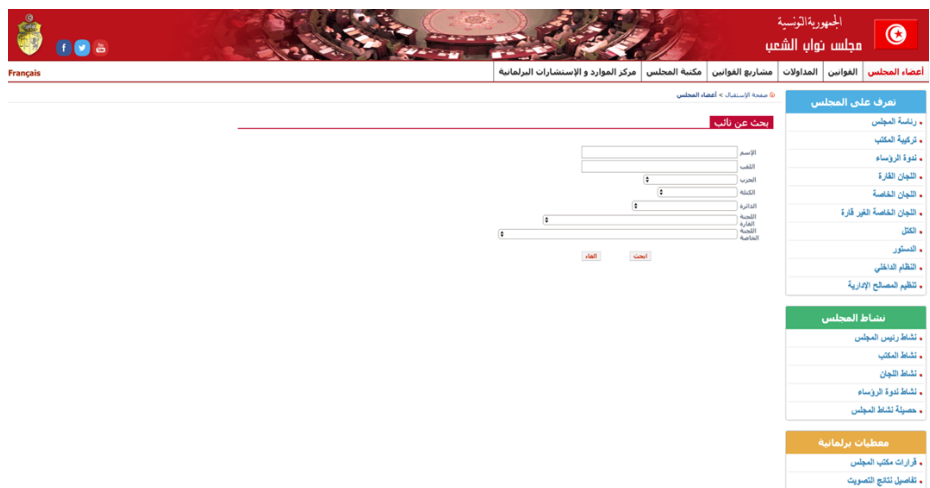 الجمهورية التونسية
مجلس نواب الشعب
أعضاء المجلس
القوانين
المداولات
مشاريع القوانين
مكتبة المجلس
مركز الموارد و الإستشارات البرلمانية
Français
صفحة الإستقبال > أعضاء المجلس
بحث عن نائب
الإسم
اللقب
الحزب
الكتلة
الدائرة
اللجنة
القارة
اللجنة
الخاصة
ابحث
الغاء
تعرف على المجلس
رئاسة المجلس
تركيبة المكتب
ندوة الرؤساء
اللجان القارة
اللجان الخاصة
اللجان الخاصة الغير قارة
الكتل
الدستور
النظام الداخلي
تنظيم المصالح الإدارية
نشاط المجلس
نشاط رئيس المجلس
نشاط المكتب
نشاط اللجان
نشاط ندوة الرؤساء
حصيلة نشاط المجلس
معطيات برلمانية
قرارات مكتب المجلس
تفاصيل نتائج التصويت